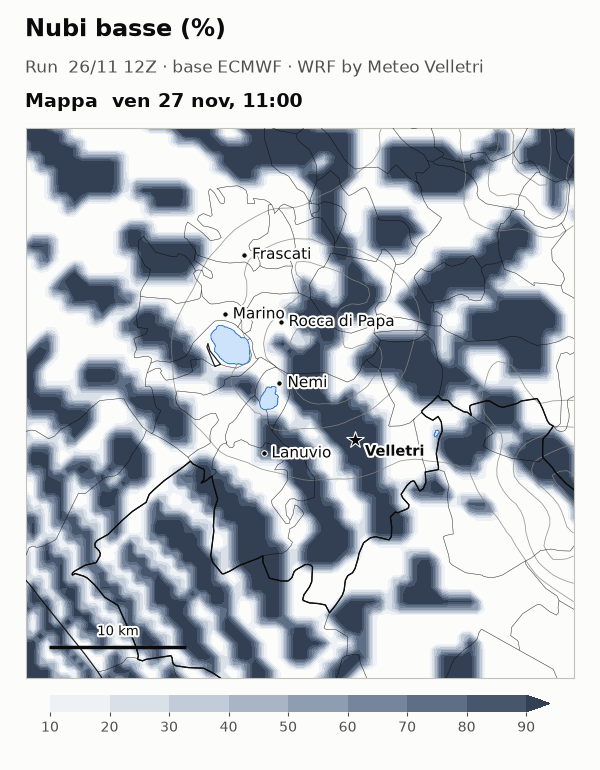 Nubi basse (%)
Run  26/11 12Z · base ECMWF · WRF by Meteo Velletri
Mappa  ven 27 nov, 11:00
Frascati
Marino
Rocca di Papa
Nemi
Velletri
Lanuvio
10 km
10 20 30 40 50 60 70 80 90